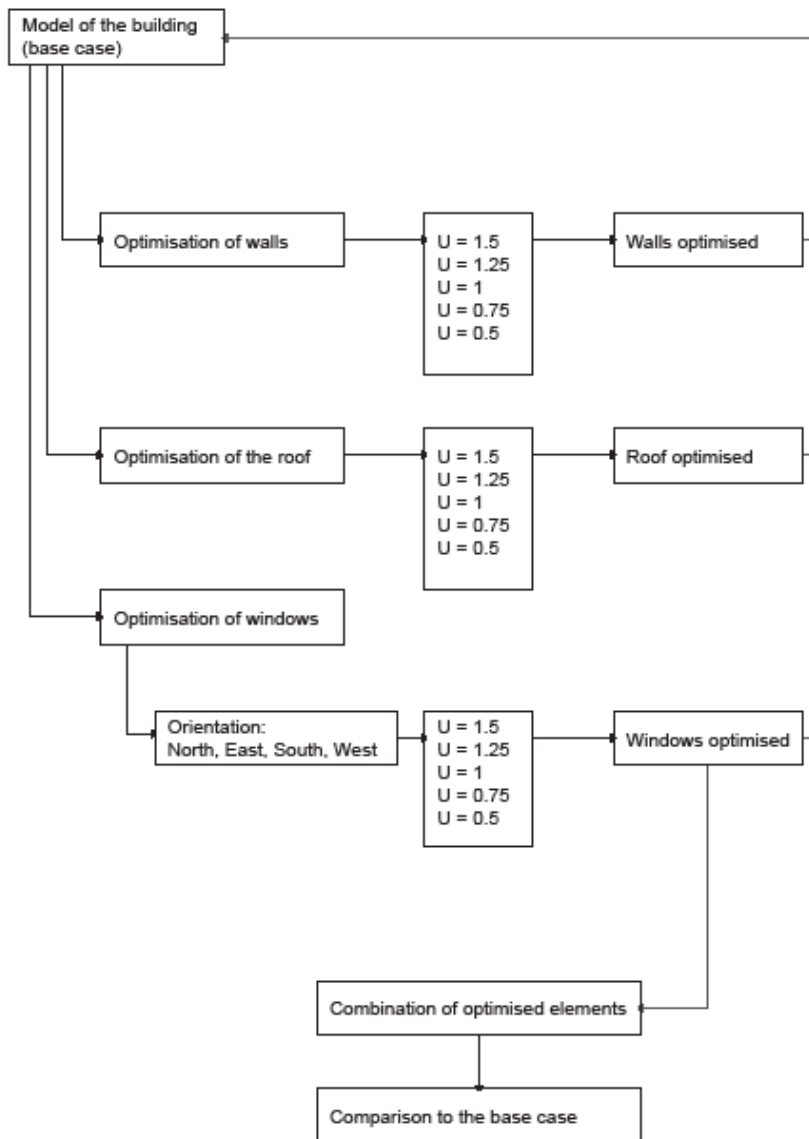 Model of the building
(base case)
Optimisation of walls
U = 1.5
U = 1.25
U = 1
U = 0.75
U = 0.5
Walls optimised
Optimisation of the roof
U = 1.5
U = 1.25
U = 1
U = 0.75
U = 0.5
Roof optimised
Optimisation of windows
Orientation:
North, East, South, West
U = 1.5
U = 1.25
U = 1
U = 0.75
U = 0.5
Windows optimised
Combination of optimised elements
Comparison to the base case